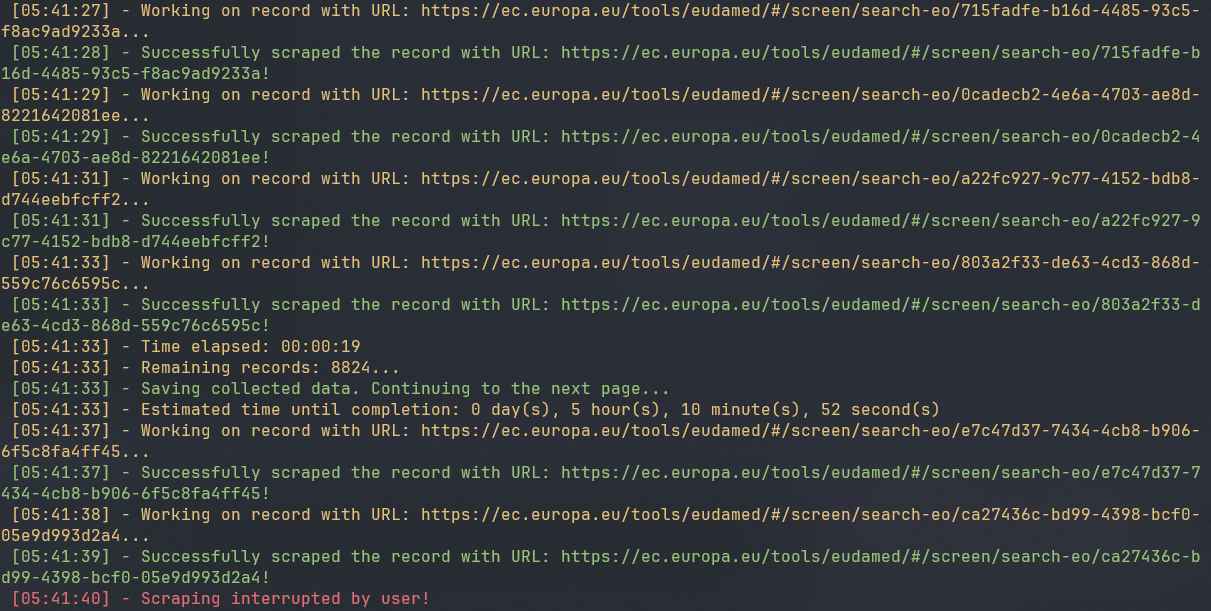 [05:41:27] - Working on record with URL: https://ec.europa.eu/tools/eudamed/#/screen/search-eo/715fadfe-b16d-4485-93c5-
f8ac9ad9233a...
[05:41:28] - Successfully scraped the record with URL: https://ec.europa.eu/tools/eudamed/#/screen/search-eo/715fadfe-b
16d-4485-93c5-f8ac9ad9233a!
[05:41:29] - Working on record with URL: https://ec.europa.eu/tools/eudamed/#/screen/search-eo/0cadecb2-4e6a-4703-ae8d-
8221642081ee...
[05:41:29] - Successfully scraped the record with URL: https://ec.europa.eu/tools/eudamed/#/screen/search-eo/0cadecb2-4
e6a-4703-ae8d-8221642081ee!
[05:41:31] - Working on record with URL: https://ec.europa.eu/tools/eudamed/#/screen/search-eo/a22fc927-9c77-4152-bdb8-
d744eebfcff2...
[05:41:31] - Successfully scraped the record with URL: https://ec.europa.eu/tools/eudamed/#/screen/search-eo/a22fc927-9
c77-4152-bdb8-d744eebfcff2!
[05:41:33] - Working on record with URL: https://ec.europa.eu/tools/eudamed/#/screen/search-eo/803a2f33-de63-4cd3-868d-
559c76c6595c...
[05:41:33] - Successfully scraped the record with URL: https://ec.europa.eu/tools/eudamed/#/screen/search-eo/803a2f33-d
e63-4cd3-868d-559c76c6595c!
[05:41:33] - Time elapsed: 00:00:19
[05:41:33] - Remaining records: 8824...
[05:41:33] - Saving collected data. Continuing to the next page...
[05:41:33] - Estimated time until completion: 0 day(s), 5 hour(s), 10 minute(s), 52 second(s)
[05:41:37] - Working on record with URL: https://ec.europa.eu/tools/eudamed/#/screen/search-eo/e7c47d37-7434-4cb8-b906-
6f5c8fa4ff45...
[05:41:37] - Successfully scraped the record with URL: https://ec.europa.eu/tools/eudamed/#/screen/search-eo/e7c47d37-7
434-4cb8-b906-6f5c8fa4ff45!
[05:41:38] - Working on record with URL: https://ec.europa.eu/tools/eudamed/#/screen/search-eo/ca27436c-bd99-4398-bcf0-
05e9d993d2a4...
[05:41:39] - Successfully scraped the record with URL: https://ec.europa.eu/tools/eudamed/#/screen/search-eo/ca27436c-b
d99-4398-bcf0-05e9d993d2a4!
[05:41:40] - Scraping interrupted by user!